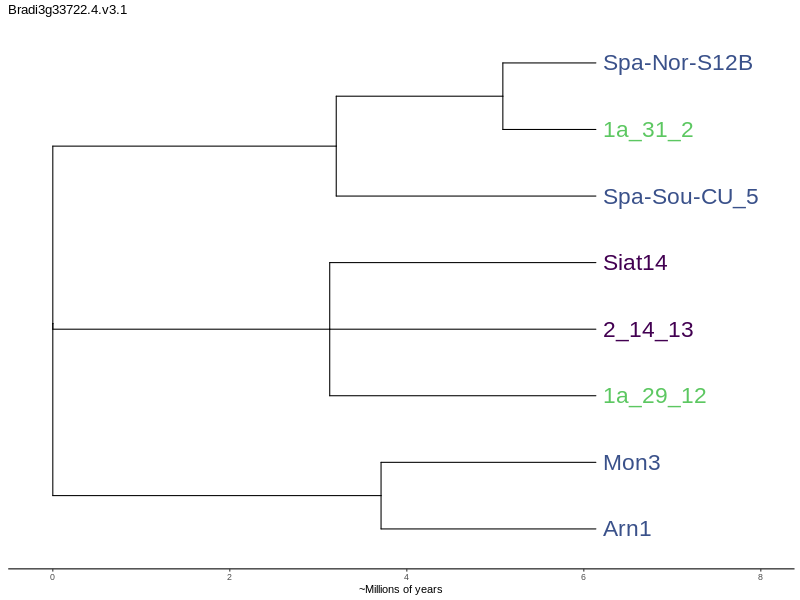 Bradi3g33722.4.v3.1
Spa-Nor-S12B
1a_31_2
Spa-Sou-CU_5
Siat14
2_14_13
1a_29_12
Mon3
Arn1
0 2 4 6 8
~Millions of years